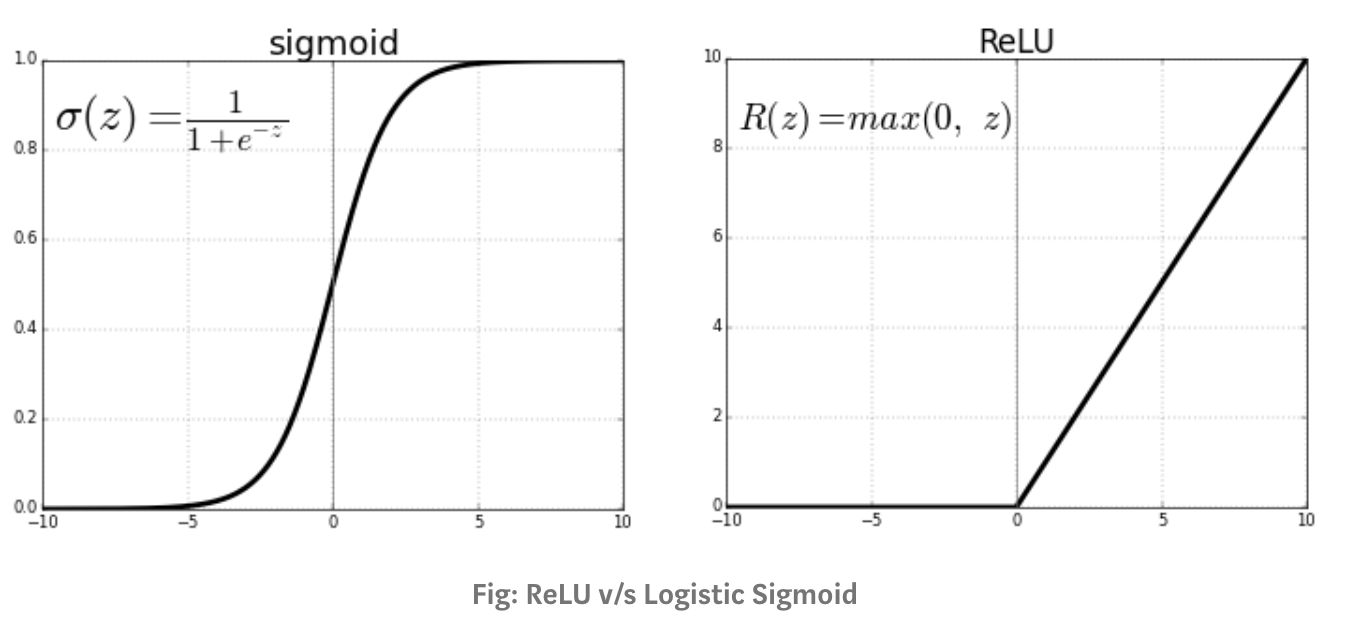 sigmoid
σ(z) = 1/(1+e^{-z})
1.0
0.8
0.6
0.4
0.2
0.0
−10 −5 0 5 10
ReLU
R(z) = max(0, z)
10
8
6
4
2
0
−10 −5 0 5 10
Fig: ReLU v/s Logistic Sigmoid